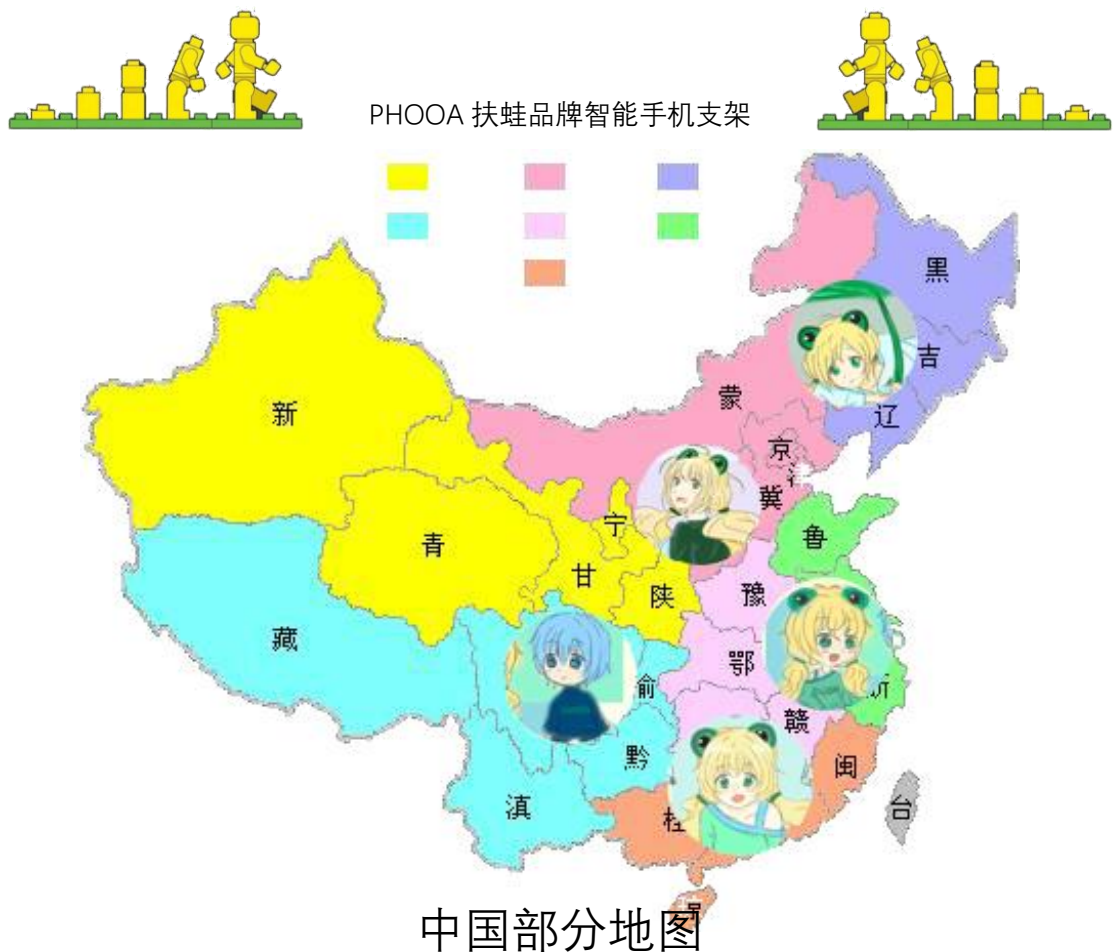 PHOOA 扶蛙品牌智能手机支架
黑
吉
辽
蒙
新
京
冀
宁
鲁
青
甘
陕
豫
藏
鄂
赣
黔
闽
滇
台
桂
中国部分地图